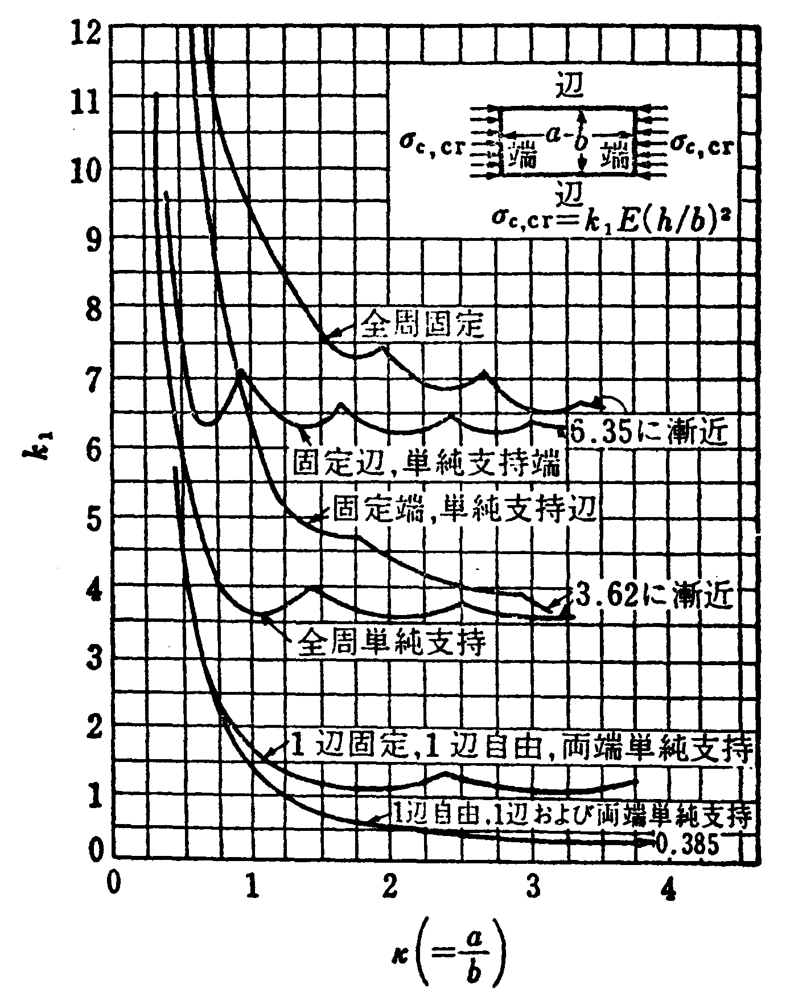 12
11
10
9
8
7
6
5
4
3
2
1
0
k₁
辺
σc,cr
a
b
端
端
σc,cr
辺
σc,cr=k₁E(h/b)²
全周固定
6.35に漸近
固定辺,単純支持端
固定端,単純支持辺
3.62に漸近
全周単純支持
1辺固定,1辺自由,両端単純支持
1辺自由,1辺および両端単純支持
0.385
0 1 2 3 4
κ(=a/b)